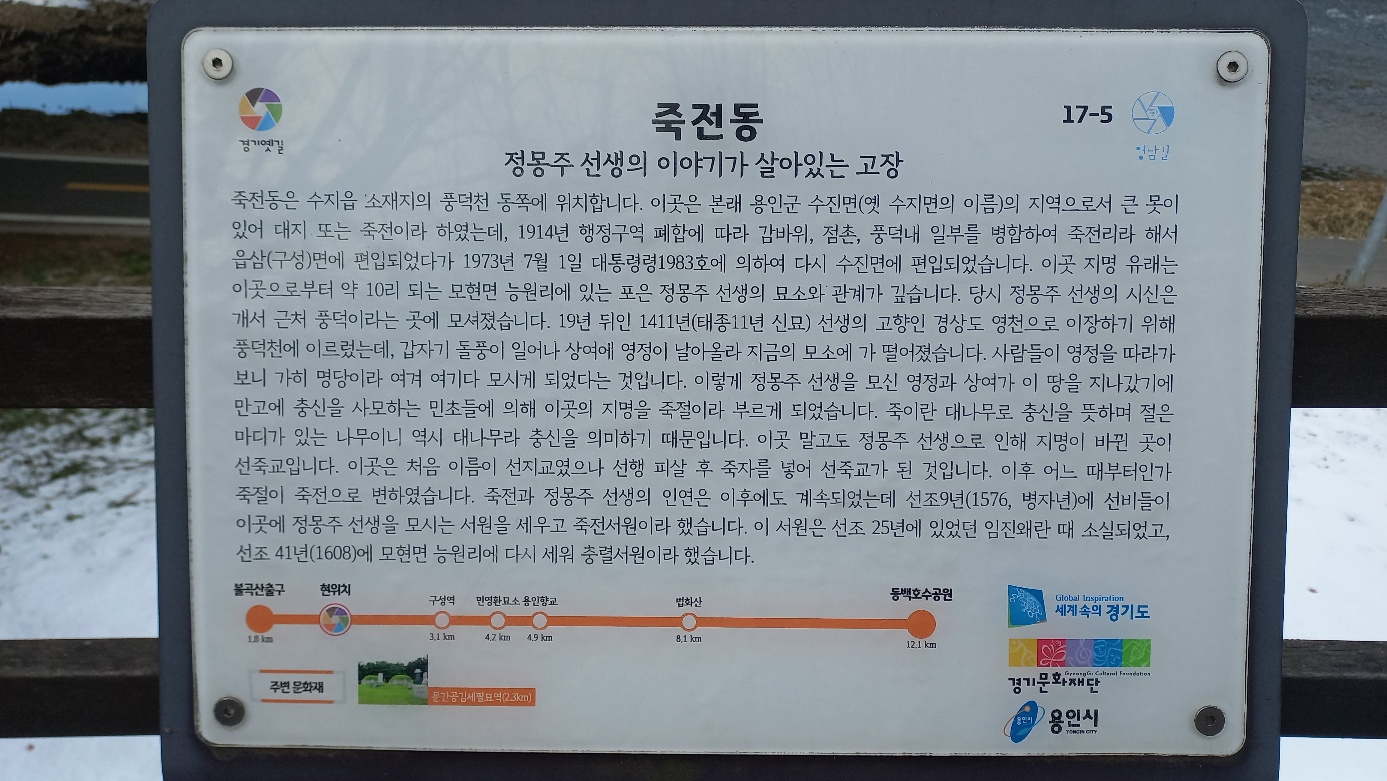 경기옛길
죽전동
17-5
영남길
정몽주 선생의 이야기가 살아있는 고장
죽전동은 수지읍 소재지의 풍덕천 동쪽에 위치합니다. 이곳은 본래 용인군 수진면(옛 수지면의 이름)의 지역으로서 큰 못이
있어 대지 또는 죽전이라 하였는데, 1914년 행정구역 폐합에 따라 감바위, 점촌, 풍덕내 일부를 병합하여 죽전리라 해서
읍삼(구성)면에 편입되었다가 1973년 7월 1일 대통령령1983호에 의하여 다시 수진면에 편입되었습니다. 이곳 지명 유래는
이곳으로부터 약 10리 되는 모현면 능원리에 있는 포은 정몽주 선생의 묘소와 관계가 깊습니다. 당시 정몽주 선생의 시신은
개서 근처 풍덕이라는 곳에 모셔졌습니다. 19년 뒤인 1411년(태종11년 신묘) 선생의 고향인 경상도 영천으로 이장하기 위해
풍덕천에 이르렀는데, 갑자기 돌풍이 일어나 상여에 영정이 날아올라 지금의 묘소에 가 떨어졌습니다. 사람들이 영정을 따라가
보니 가히 명당이라 여겨 여기다 모시게 되었다는 것입니다. 이렇게 정몽주 선생을 모신 영정과 상여가 이 땅을 지나갔기에
만고에 충신을 사모하는 민초들에 의해 이곳의 지명을 죽절이라 부르게 되었습니다. 죽이란 대나무로 충신을 뜻하며 절은
마디가 있는 나무이니 역시 대나무라 충신을 의미하기 때문입니다. 이곳 말고도 정몽주 선생으로 인해 지명이 바뀐 곳이
선죽교입니다. 이곳은 처음 이름이 선지교였으나 선행 피살 후 죽자를 넣어 선죽교가 된 것입니다. 이후 어느 때부터인가
죽절이 죽전으로 변하였습니다. 죽전과 정몽주 선생의 인연은 이후에도 계속되었는데 선조9년(1576, 병자년)에 선비들이
이곳에 정몽주 선생을 모시는 서원을 세우고 죽전서원이라 했습니다. 이 서원은 선조 25년에 있었던 임진왜란 때 소실되었고,
선조 41년(1608)에 모현면 능원리에 다시 세워 충렬서원이라 했습니다.
불곡산출구 현위치 구성역 민영환묘소 용인향교 법화산 동백호수공원
1.8 km 3.1 km 4.2 km 4.9 km 8.1 km 12.1 km
주변 문화재
문간공김세필묘역(2.3km)
Global Inspiration
세계속의 경기도
GyeongGi Cultural Foundation
경기문화재단
용인시
용인시
YONGIN CITY